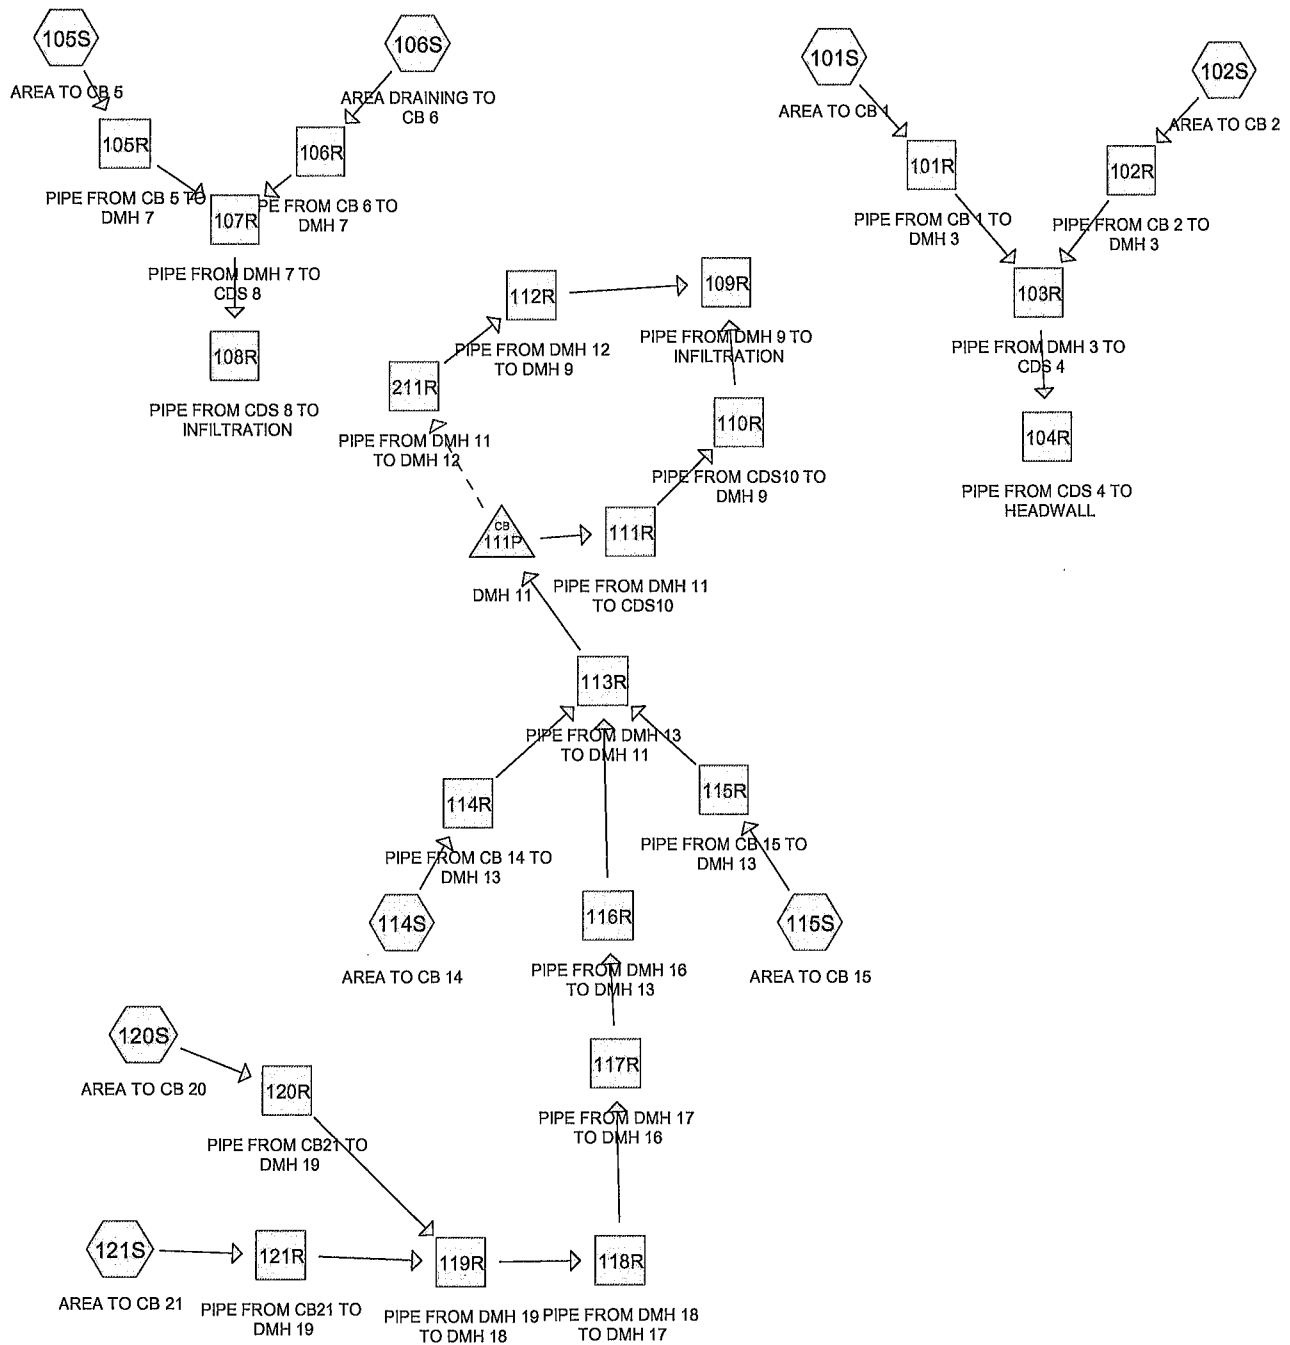 105S
AREA TO CB 5
106S
AREA DRAINING TO
CB 6
105R
PIPE FROM CB 5 TO
DMH 7
106R
PE FROM CB 6 TO
DMH 7
107R
PIPE FROM DMH 7 TO
CDS 8
108R
PIPE FROM CDS 8 TO
INFILTRATION
101S
AREA TO CB 1
102S
AREA TO CB 2
101R
PIPE FROM CB 1 TO
DMH 3
102R
PIPE FROM CB 2 TO
DMH 3
103R
PIPE FROM DMH 3 TO
CDS 4
104R
PIPE FROM CDS 4 TO
HEADWALL
112R
PIPE FROM DMH 12
TO DMH 9
109R
PIPE FROM DMH 9 TO
INFILTRATION
211R
PIPE FROM DMH 11
TO DMH 12
110R
PIPE FROM CDS10 TO
DMH 9
CB
111P
DMH 11
111R
PIPE FROM DMH 11
TO CDS10
113R
PIPE FROM DMH 13
TO DMH 11
114R
PIPE FROM CB 14 TO
DMH 13
115R
PIPE FROM CB 15 TO
DMH 13
114S
AREA TO CB 14
116R
PIPE FROM DMH 16
TO DMH 13
115S
AREA TO CB 15
120S
AREA TO CB 20
120R
PIPE FROM CB21 TO
DMH 19
117R
PIPE FROM DMH 17
TO DMH 16
121S
AREA TO CB 21
121R
PIPE FROM CB21 TO
DMH 19
119R
PIPE FROM DMH 19
TO DMH 18
118R
PIPE FROM DMH 18
TO DMH 17